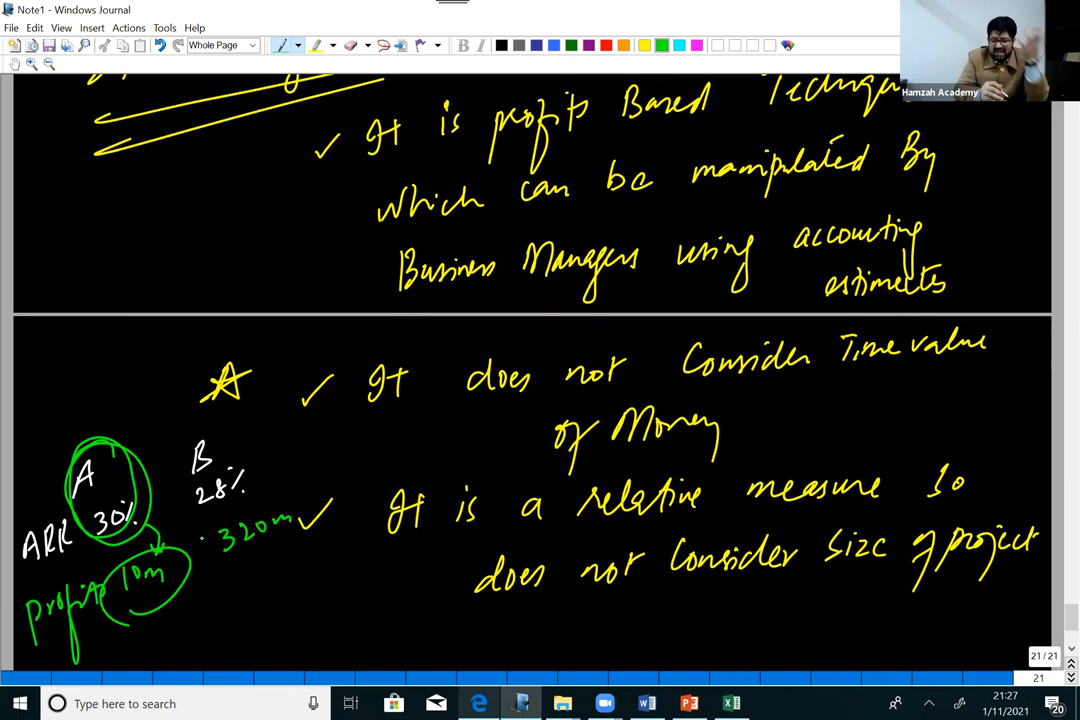 Note1 - Windows Journal
File Edit View Insert Actions Tools Help
Whole Page
Hamzah Academy
It is profits Based
which can be manipulated By
Business Managers using accounting
estimates
It does not Consider Time value
of Money
A B
ARR 30% 28%
It is a relative measure so
does not consider size of project
profits 10m 320m
21/21
21
Type here to search
21:27
1/11/2021
20